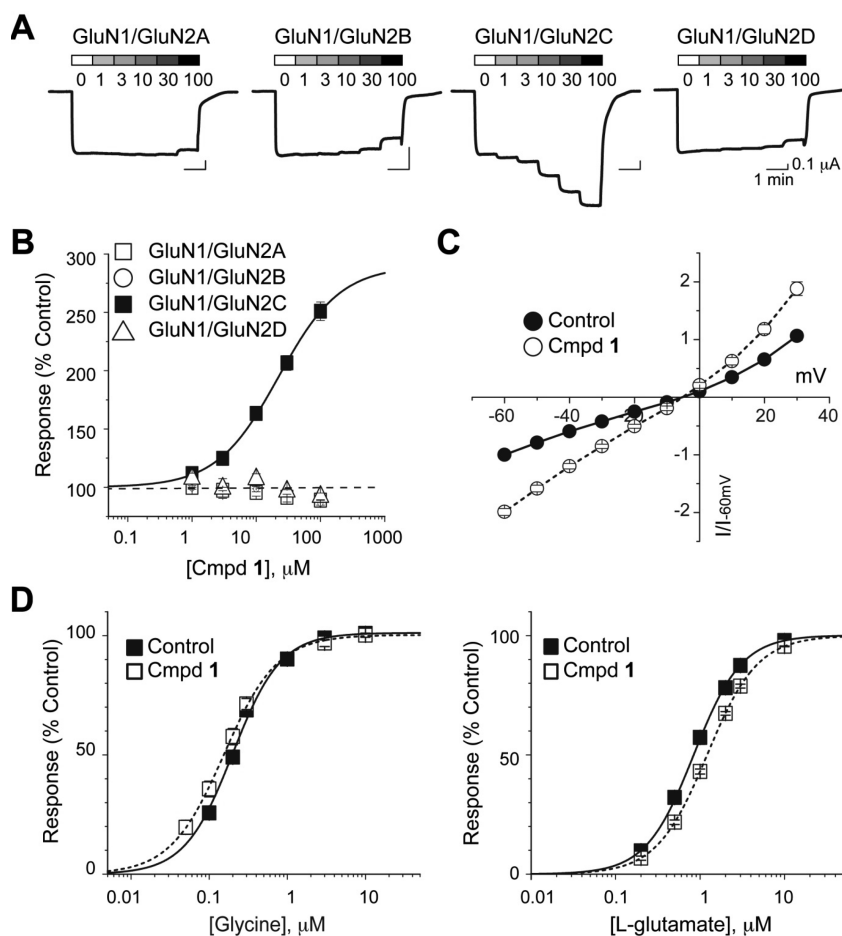 A
GluN1/GluN2A GluN1/GluN2B GluN1/GluN2C GluN1/GluN2D
0 1 3 10 30 100 0 1 3 10 30 100 0 1 3 10 30 100 0 1 3 10 30 100
0.1 µA
1 min
B
GluN1/GluN2A
GluN1/GluN2B
GluN1/GluN2C
GluN1/GluN2D
Response (% Control)
300
250
200
150
100
0.1 1 10 100 1000
[Cmpd 1], µM
C
Control
Cmpd 1
mV
2
1
-60 -40 -20 20 40
-1
-2
I/I-60mV
D
Control
Cmpd 1
Response (% Control)
100
50
0
0.01 0.1 1 10
[Glycine], µM
Control
Cmpd 1
Response (% Control)
100
50
0
0.01 0.1 1 10
[L-glutamate], µM